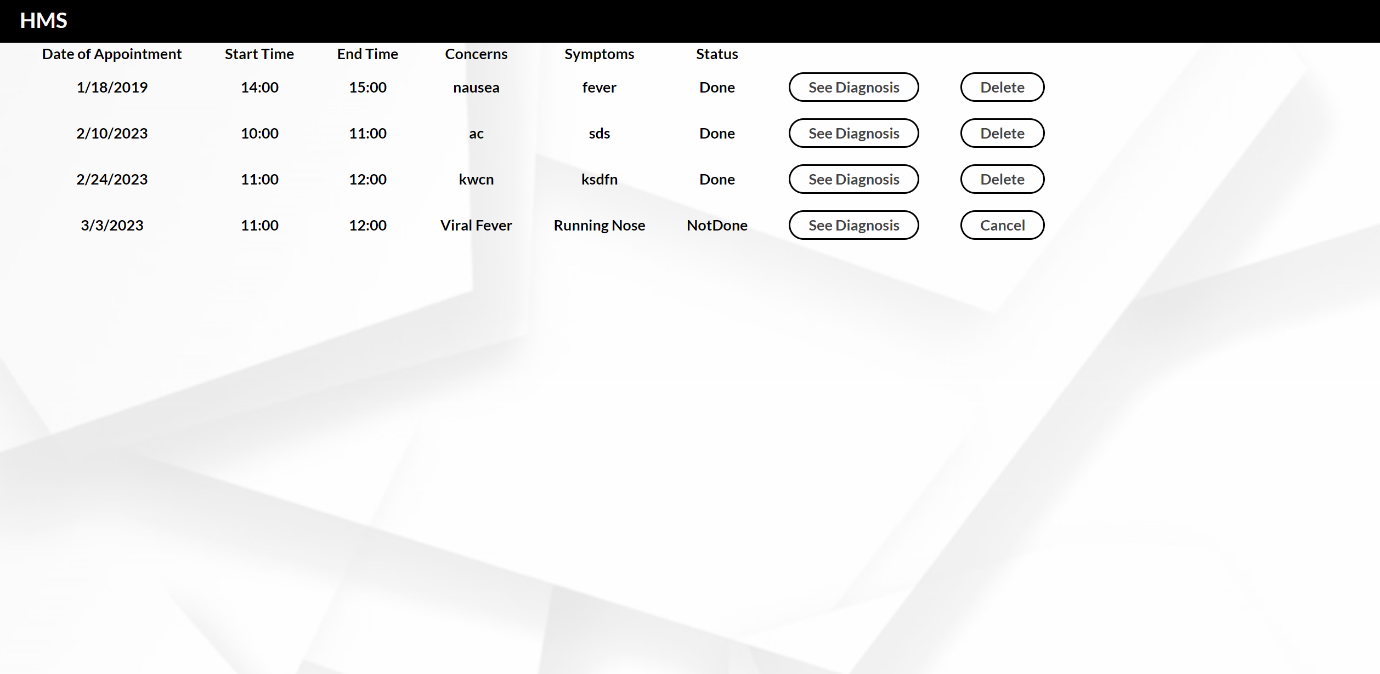 HMS
Date of Appointment Start Time End Time Concerns Symptoms Status
1/18/2019 14:00 15:00 nausea fever Done See Diagnosis Delete
2/10/2023 10:00 11:00 ac sds Done See Diagnosis Delete
2/24/2023 11:00 12:00 kwcn ksdfn Done See Diagnosis Delete
3/3/2023 11:00 12:00 Viral Fever Running Nose NotDone See Diagnosis Cancel